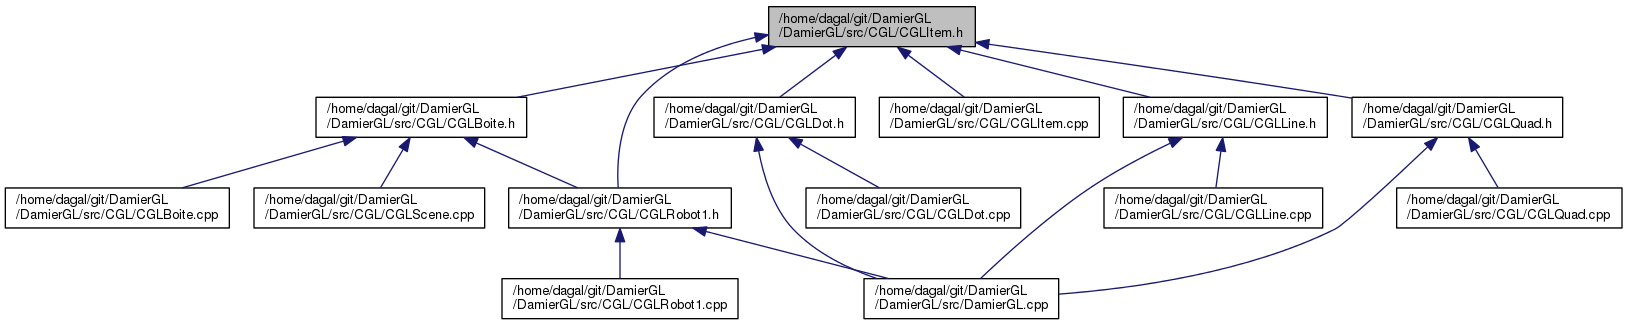 /home/dagal/git/DamierGL
/DamierGL/src/CGL/CGLItem.h
/home/dagal/git/DamierGL
/DamierGL/src/CGL/CGLBoite.h
/home/dagal/git/DamierGL
/DamierGL/src/CGL/CGLDot.h
/home/dagal/git/DamierGL
/DamierGL/src/CGL/CGLItem.cpp
/home/dagal/git/DamierGL
/DamierGL/src/CGL/CGLLine.h
/home/dagal/git/DamierGL
/DamierGL/src/CGL/CGLQuad.h
/home/dagal/git/DamierGL
/DamierGL/src/CGL/CGLBoite.cpp
/home/dagal/git/DamierGL
/DamierGL/src/CGL/CGLScene.cpp
/home/dagal/git/DamierGL
/DamierGL/src/CGL/CGLRobot1.h
/home/dagal/git/DamierGL
/DamierGL/src/CGL/CGLDot.cpp
/home/dagal/git/DamierGL
/DamierGL/src/CGL/CGLLine.cpp
/home/dagal/git/DamierGL
/DamierGL/src/CGL/CGLQuad.cpp
/home/dagal/git/DamierGL
/DamierGL/src/CGL/CGLRobot1.cpp
/home/dagal/git/DamierGL
/DamierGL/src/DamierGL.cpp